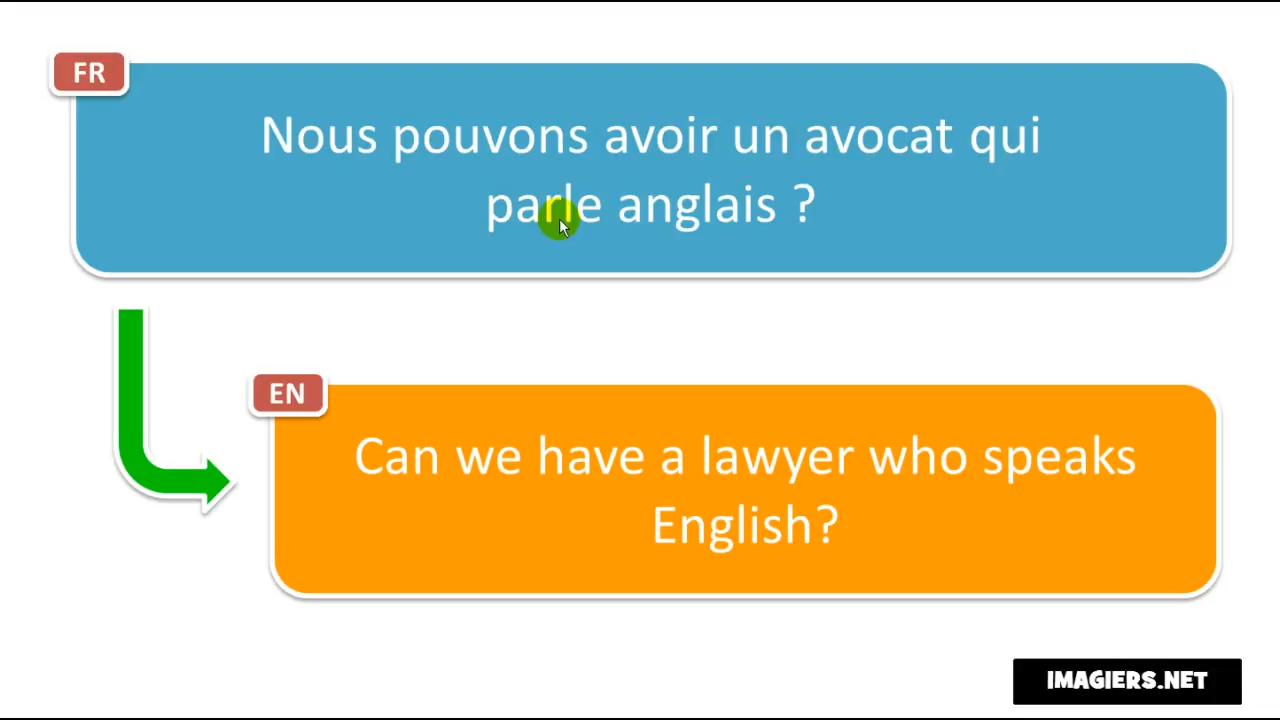 FR
Nous pouvons avoir un avocat qui
parle anglais ?
EN
Can we have a lawyer who speaks
English?
IMAGIERS.NET